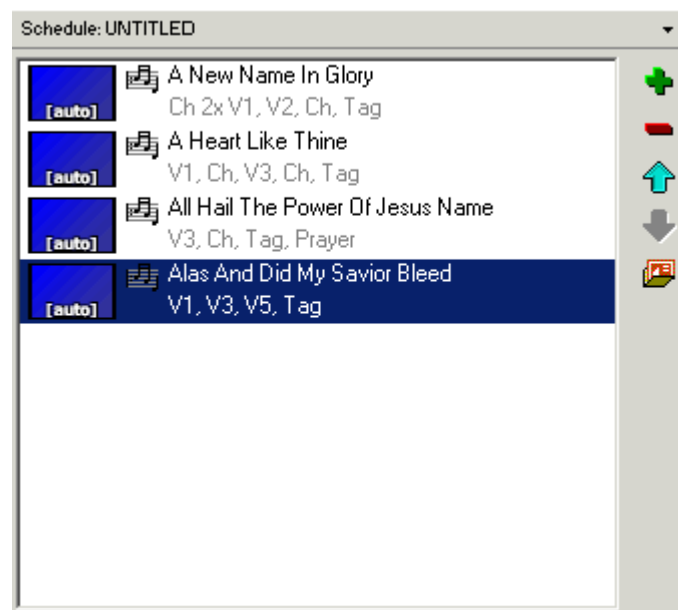 Schedule: UNTITLED
A New Name In Glory
[auto]
Ch 2x V1, V2, Ch, Tag
A Heart Like Thine
[auto]
V1, Ch, V3, Ch, Tag
All Hail The Power Of Jesus Name
[auto]
V3, Ch, Tag, Prayer
Alas And Did My Savior Bleed
[auto]
V1, V3, V5, Tag